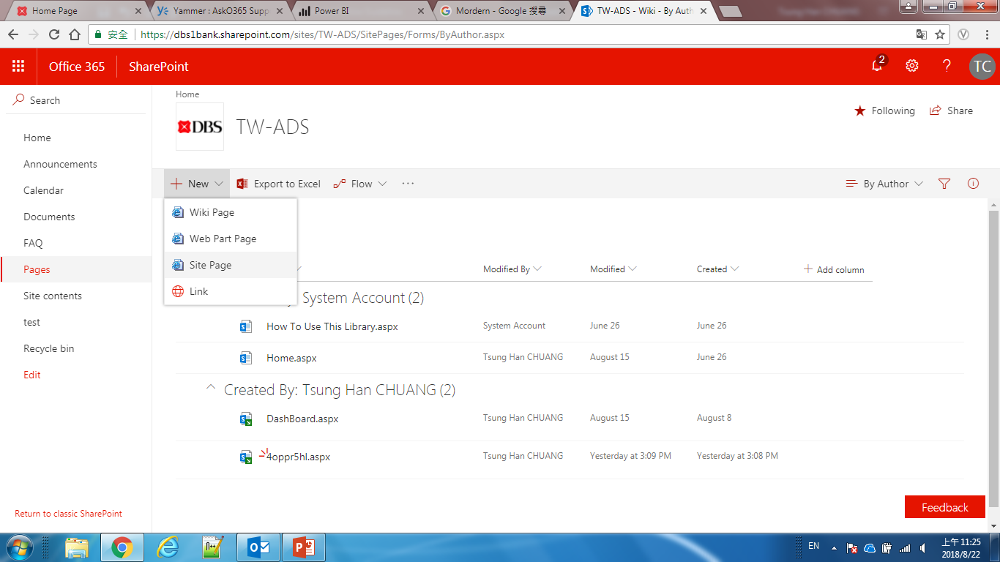 Home Page
Yammer : AskO365 Supp
Power BI
Mordern - Google 搜尋
TW-ADS - Wiki - By Auth
安全 https://dbs1bank.sharepoint.com/sites/TW-ADS/SitePages/Forms/ByAuthor.aspx
Office 365 SharePoint 2 ? TC
Search
Home
Announcements
Calendar
Documents
FAQ
Pages
Site contents
test
Recycle bin
Edit
Return to classic SharePoint
Home
DBS TW-ADS
Following Share
New Export to Excel Flow ··· By Author
Wiki Page
Web Part Page
Site Page
Link
Modified By Modified Created Add column
System Account (2)
How To Use This Library.aspx System Account June 26 June 26
Home.aspx Tsung Han CHUANG August 15 June 26
Created By: Tsung Han CHUANG (2)
DashBoard.aspx Tsung Han CHUANG August 15 August 8
4oppr5hl.aspx Tsung Han CHUANG Yesterday at 3:09 PM Yesterday at 3:08 PM
Feedback
EN
上午 11:25
2018/8/22